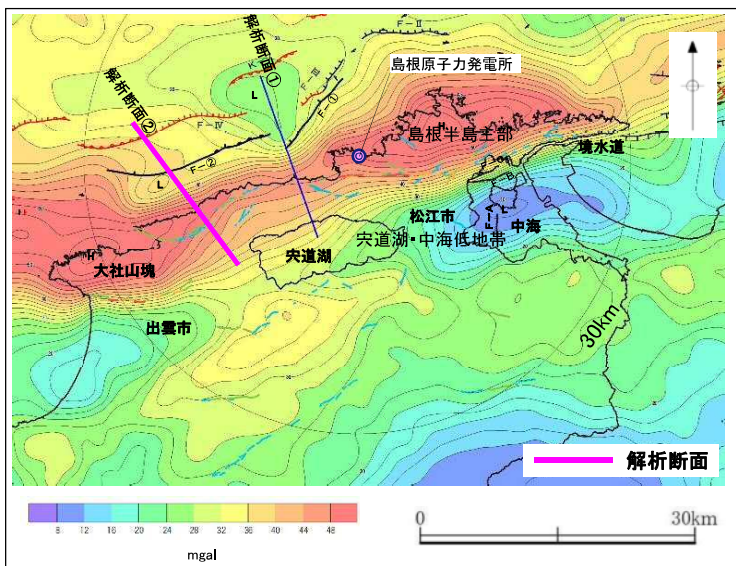 解析断面①
解析断面②
F-Ⅱ
F-Ⅲ
F-①
K
L
F-Ⅳ
F-②
L
島根原子力発電所
島根半島主部
境水道
松江市
中海
宍道湖・中海低地帯
宍道湖
大社山塊
H
出雲市
30km
解析断面
8 12 16 20 24 28 32 36 40 44 48
mgal
0 30km